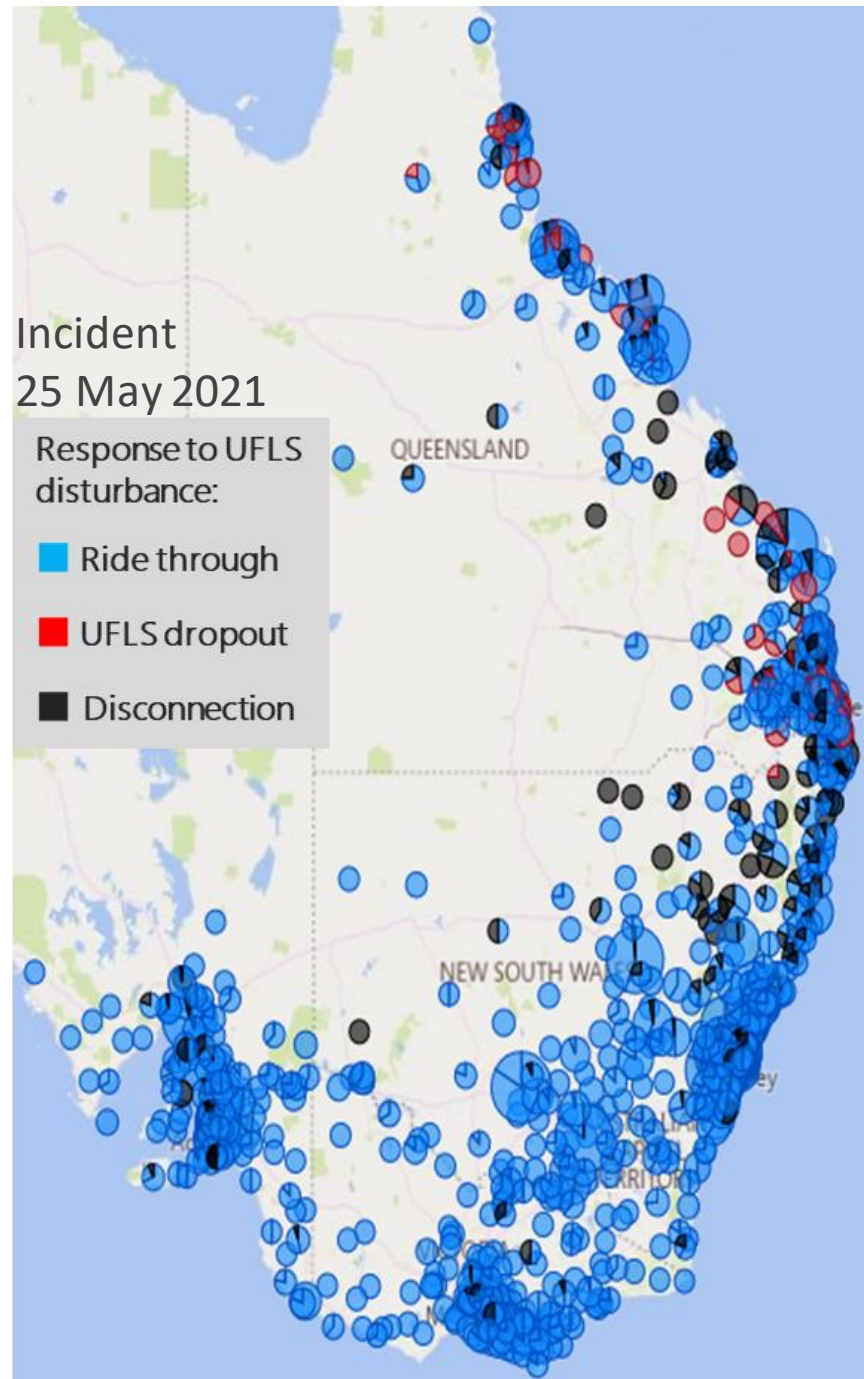 Incident
25 May 2021
Response to UFLS
disturbance:
Ride through
UFLS dropout
Disconnection
QUEENSLAND
NEW SOUTH WALES